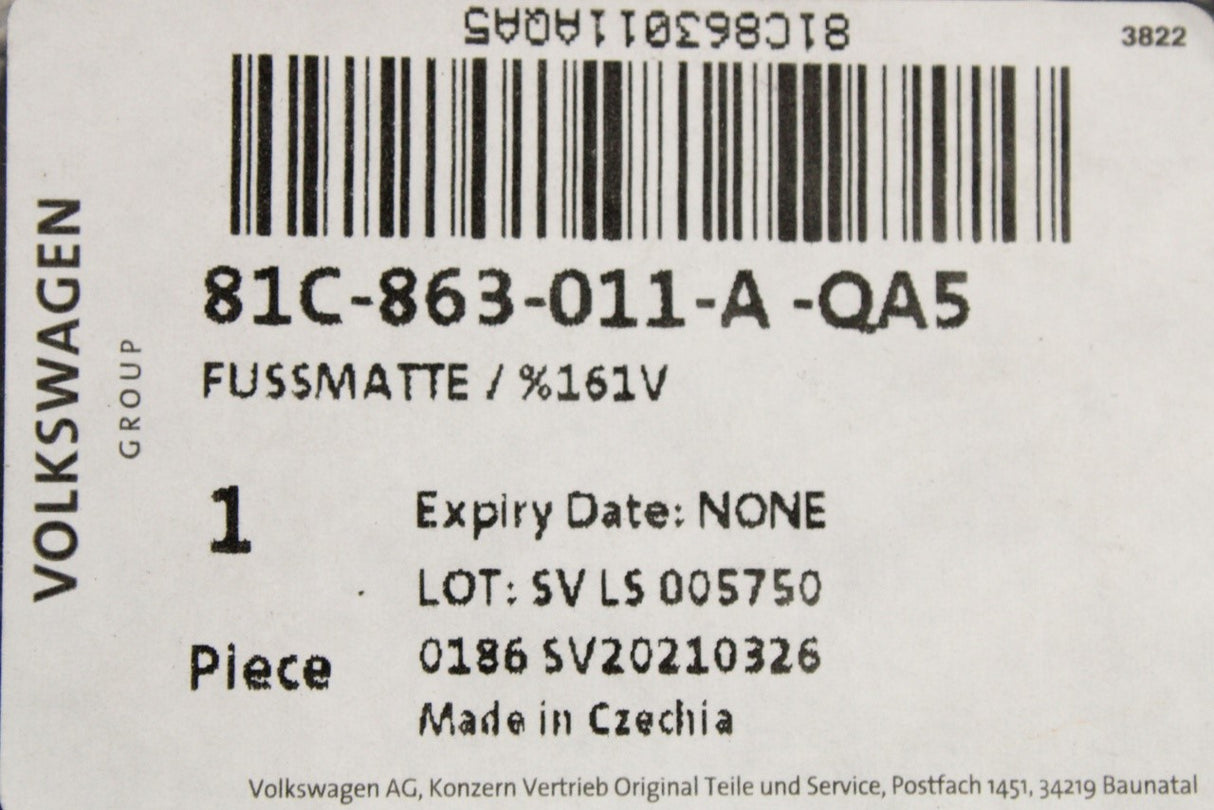 81C863011AQA5
3822
81C-863-011-A -QA5
FUSSMATTE / %161V
VOLKSWAGEN
GROUP
1
Piece
Expiry Date: NONE
LOT: SV LS 005750
0186 SV20210326
Made in Czechia
Volkswagen AG, Konzern Vertrieb Original Teile und Service, Postfach 1451, 34219 Baunatal